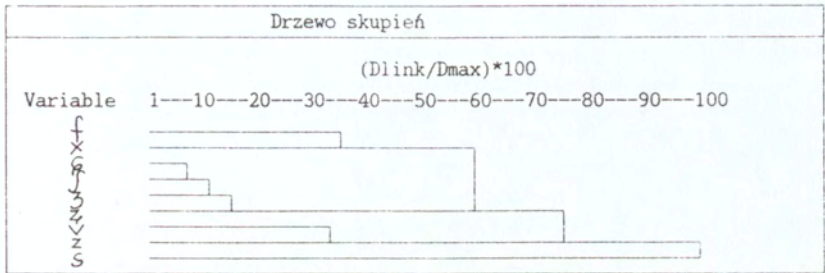 Drzewo skupień
(Dlink/Dmax)*100
Variable 1---10---20---30---40---50---60---70---80---90---100
f
x
ʃ
ʒ
v
z
s